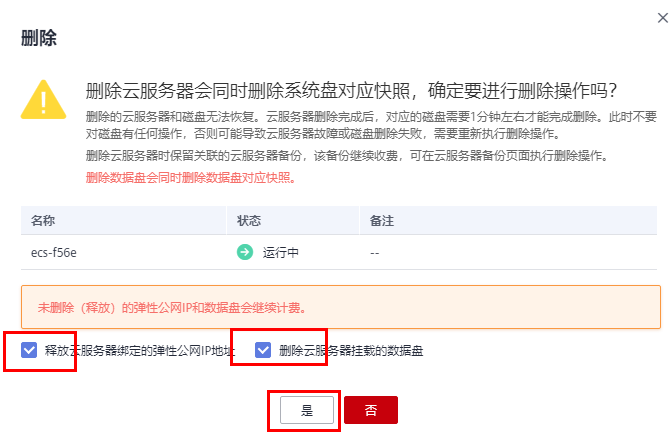 删除
删除云服务器会同时删除系统盘对应快照，确定要进行删除操作吗？
删除的云服务器和磁盘无法恢复。云服务器删除完成后，对应的磁盘需要1分钟左右才能完成删除。此时不要
对磁盘有任何操作，否则可能导致云服务器故障或磁盘删除失败，需要重新执行删除操作。
删除云服务器时保留关联的云服务器备份，该备份继续收费，可在云服务器备份页面执行删除操作。
删除数据盘会同时删除数据盘对应快照。
名称 状态 备注
ecs-f56e 运行中 --
未删除（释放）的弹性公网IP和数据盘会继续计费。
释放云服务器绑定的弹性公网IP地址 删除云服务器挂载的数据盘
是 否